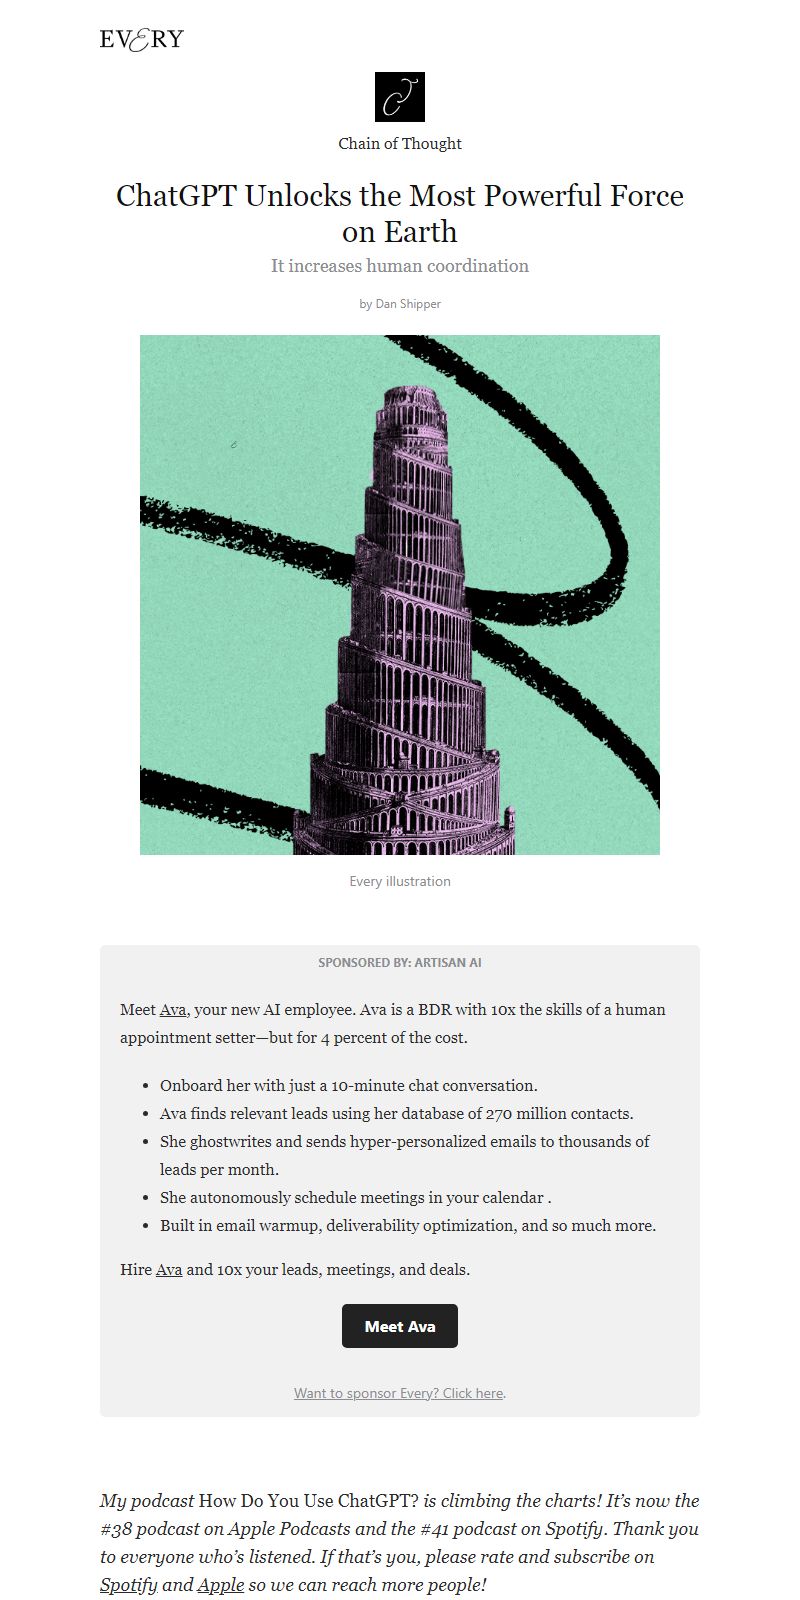 EVERY
Chain of Thought
ChatGPT Unlocks the Most Powerful Force
on Earth
It increases human coordination
by Dan Shipper
Every illustration
SPONSORED BY: ARTISAN AI
Meet Ava, your new AI employee. Ava is a BDR with 10x the skills of a human
appointment setter—but for 4 percent of the cost.
• Onboard her with just a 10-minute chat conversation.
• Ava finds relevant leads using her database of 270 million contacts.
• She ghostwrites and sends hyper-personalized emails to thousands of
leads per month.
• She autonomously schedule meetings in your calendar .
• Built in email warmup, deliverability optimization, and so much more.
Hire Ava and 10x your leads, meetings, and deals.
Meet Ava
Want to sponsor Every? Click here.
My podcast How Do You Use ChatGPT? is climbing the charts! It’s now the
#38 podcast on Apple Podcasts and the #41 podcast on Spotify. Thank you
to everyone who’s listened. If that’s you, please rate and subscribe on
Spotify and Apple so we can reach more people!